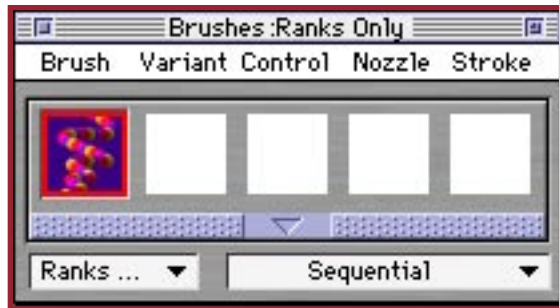 Brushes :Ranks Only
Brush Variant Control Nozzle Stroke
Ranks ... Sequential